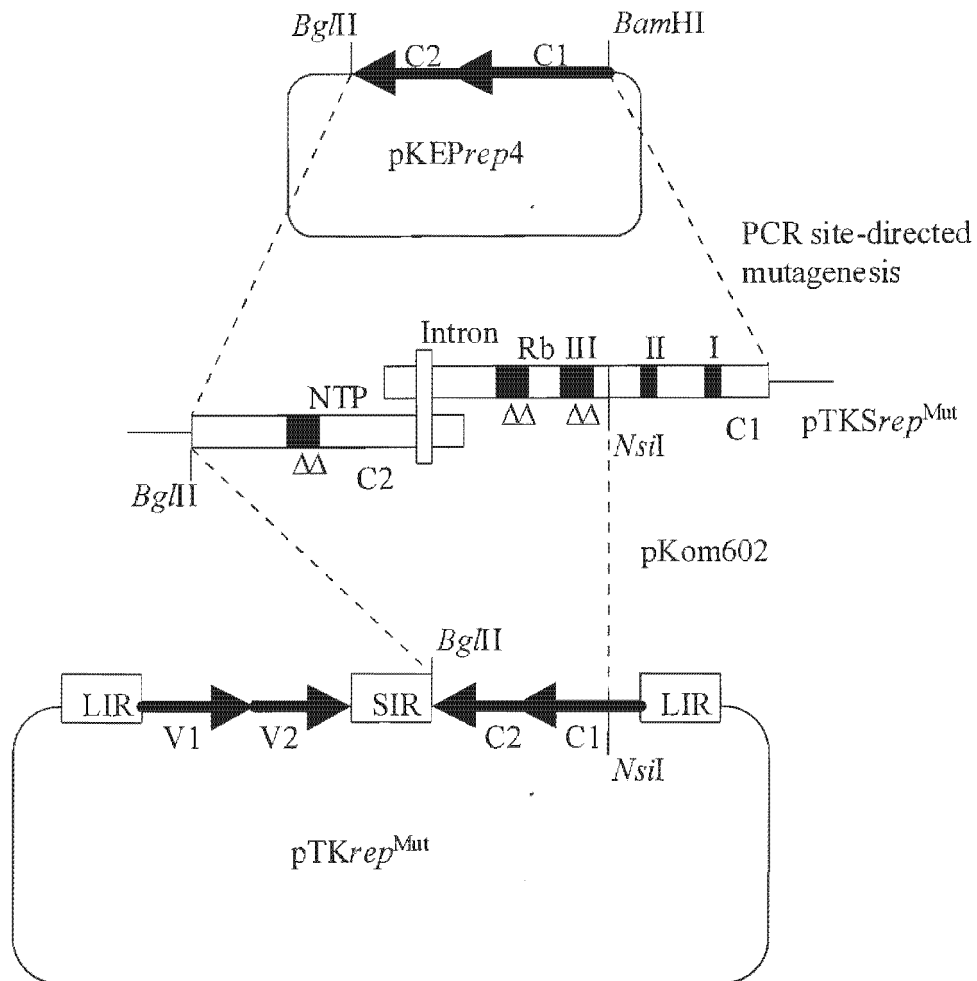 BglII
BamHI
C2
C1
pKEPrep4
PCR site-directed
mutagenesis
Intron
Rb
III
II
I
NTP
ΔΔ
ΔΔ
C1
pTKSrepMut
ΔΔ
C2
NsiI
BglII
pKom602
BglII
LIR
SIR
LIR
V1
V2
C2
C1
NsiI
pTKrepMut